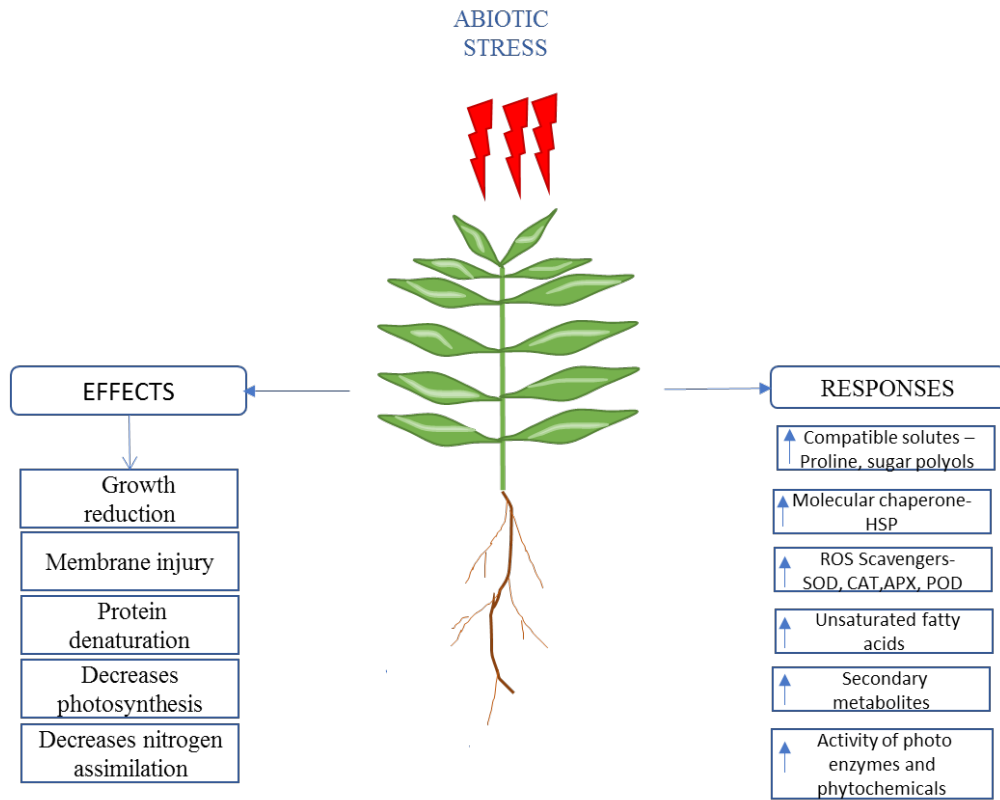 ABIOTIC
STRESS
EFFECTS
Growth
reduction
Membrane injury
Protein
denaturation
Decreases
photosynthesis
Decreases nitrogen
assimilation
RESPONSES
Compatible solutes –
Proline, sugar polyols
Molecular chaperone-
HSP
ROS Scavengers-
SOD, CAT,APX, POD
Unsaturated fatty
acids
Secondary
metabolites
Activity of photo
enzymes and
phytochemicals